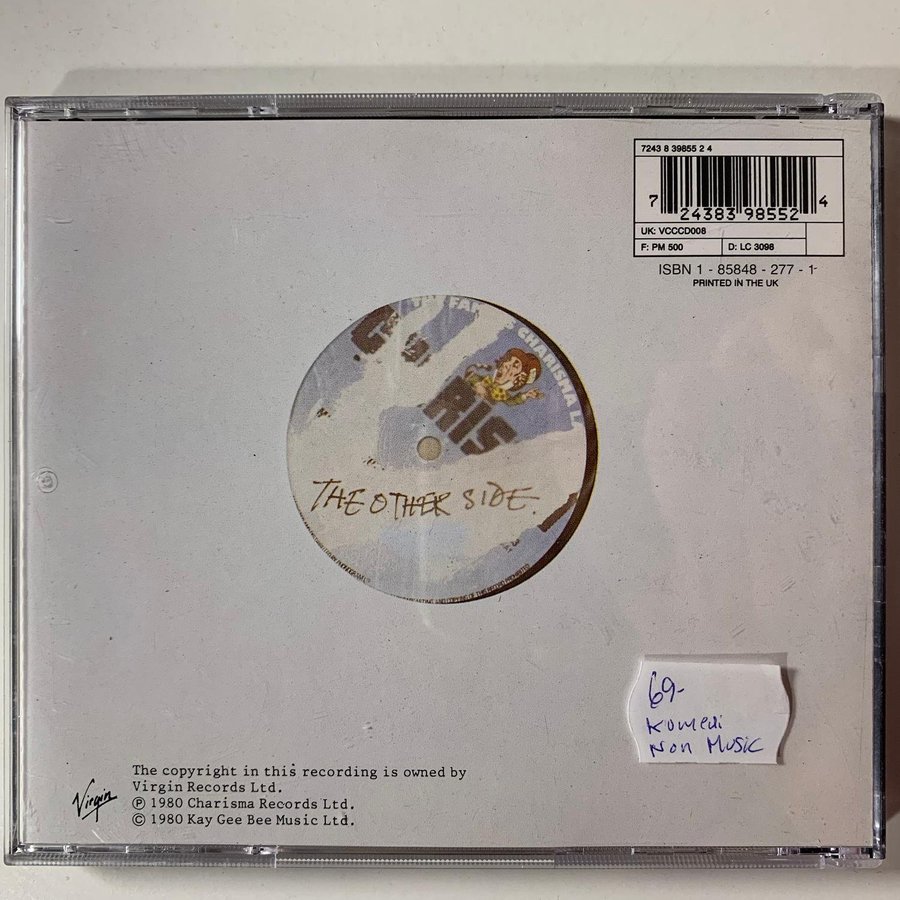 7243 8 39855 2 4
7 24383 98552 4
UK: VCCCD008
F: PM 500
D: LC 3098
ISBN 1 - 85848 - 277 - 1
PRINTED IN THE UK
CHARISMA
RIS
THE OTHER SIDE.
69-
Komedi
Non Music
The copyright in this recording is owned by
Virgin Records Ltd.
℗ 1980 Charisma Records Ltd.
© 1980 Kay Gee Bee Music Ltd.
Virgin